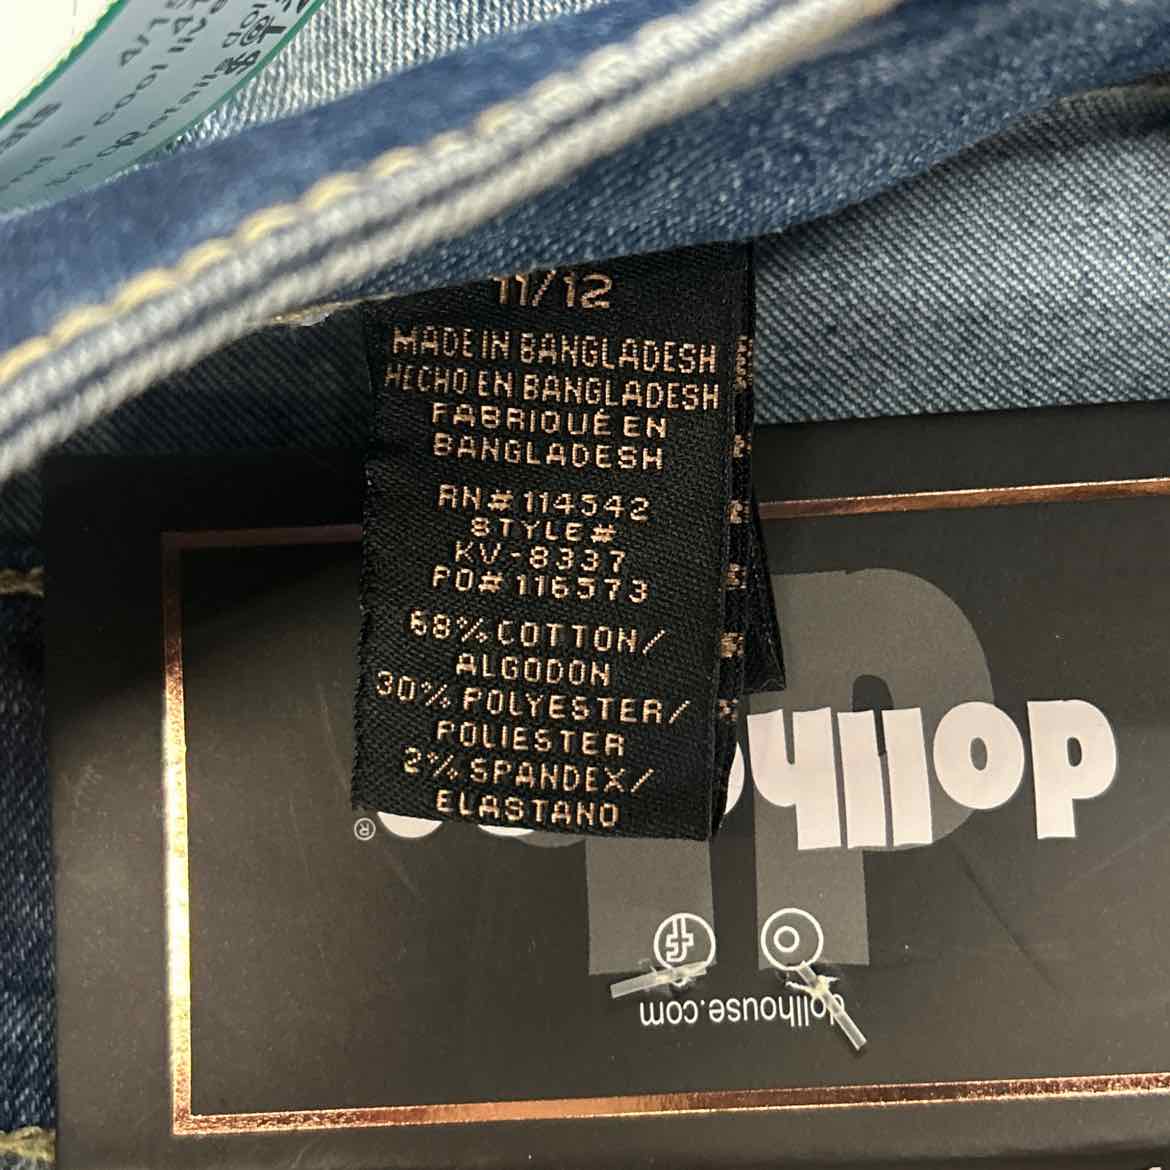 11/12
MADE IN BANGLADESH
HECHO EN BANGLADESH
FABRIQUÉ EN
BANGLADESH
RN# 114542
STYLE#
KV-8337
PO# 116573
68% COTTON/
ALGODON
30% POLYESTER/
POLIESTER
2% SPANDEX/
ELASTANO
dollho
®
dollhouse.com